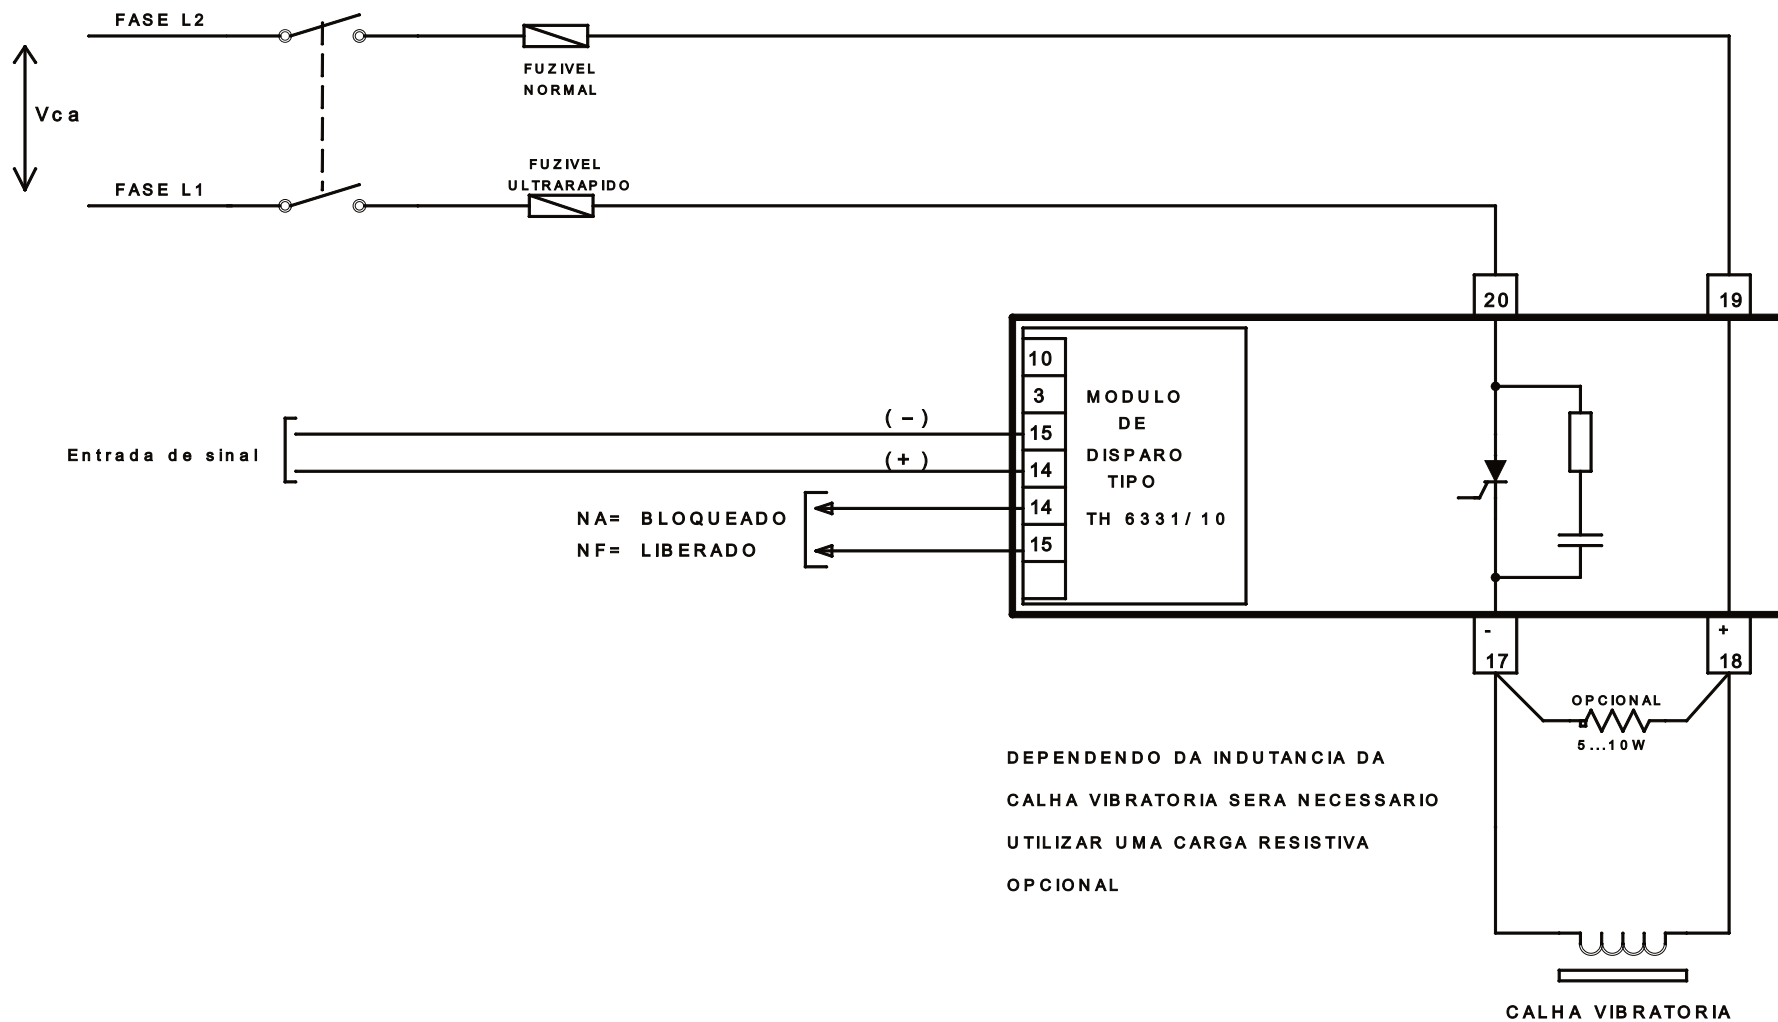 FASE L2
FUZIVEL
NORMAL
Vca
FASE L1
FUZIVEL
ULTRARAPIDO
20
19
10
3
15
14
14
15
MODULO
DE
DISPARO
TIPO
TH 6331/10
(-)
(+)
Entrada de sinal
NA= BLOQUEADO
NF= LIBERADO
-
17
+
18
OPCIONAL
5...10W
DEPENDENDO DA INDUTANCIA DA
CALHA VIBRATORIA SERA NECESSARIO
UTILIZAR UMA CARGA RESISTIVA
OPCIONAL
CALHA VIBRATORIA